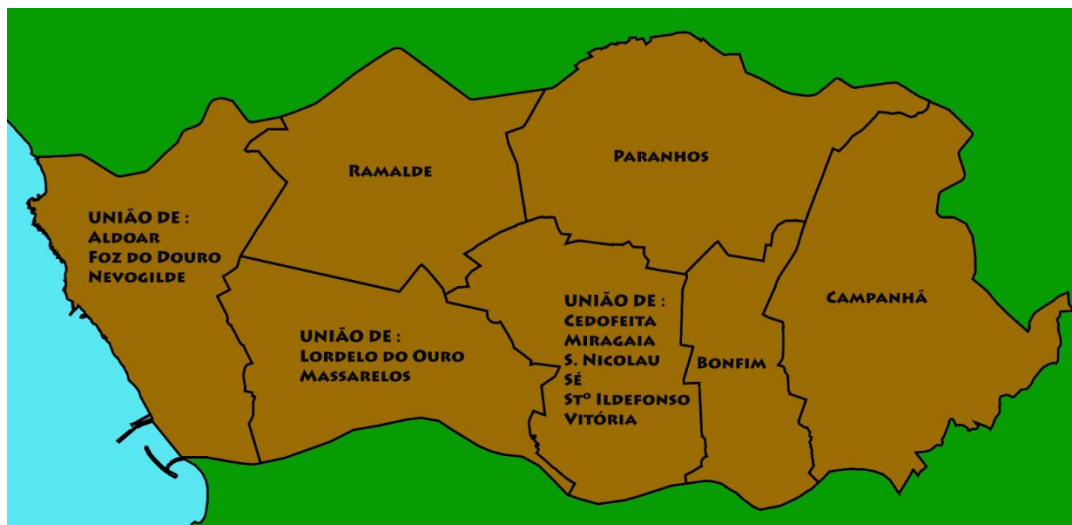 Ramalde
Paranhos
UNIÃO DE :
Aldoar
Foz do Douro
Nevogilde
UNIÃO DE :
Lordelo do Ouro
Massarelos
UNIÃO DE :
Cedofeita
Miragaia
S. Nicolau
Sé
Stº Ildefonso
Vitória
Bonfim
Campanhã